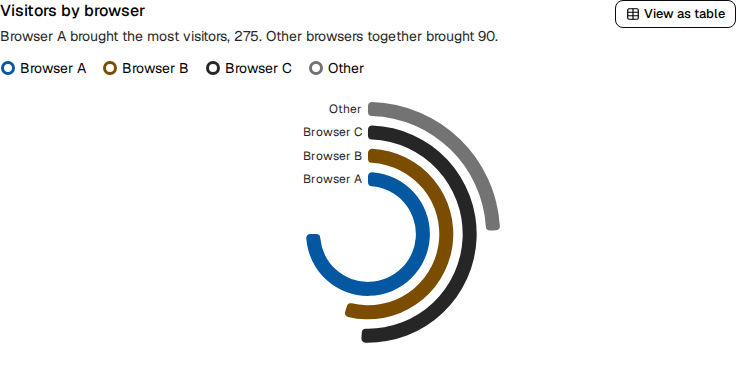 Visitors by browser
View as table
Browser A brought the most visitors, 275. Other browsers together brought 90.
Browser A
Browser B
Browser C
Other
Other
Browser C
Browser B
Browser A